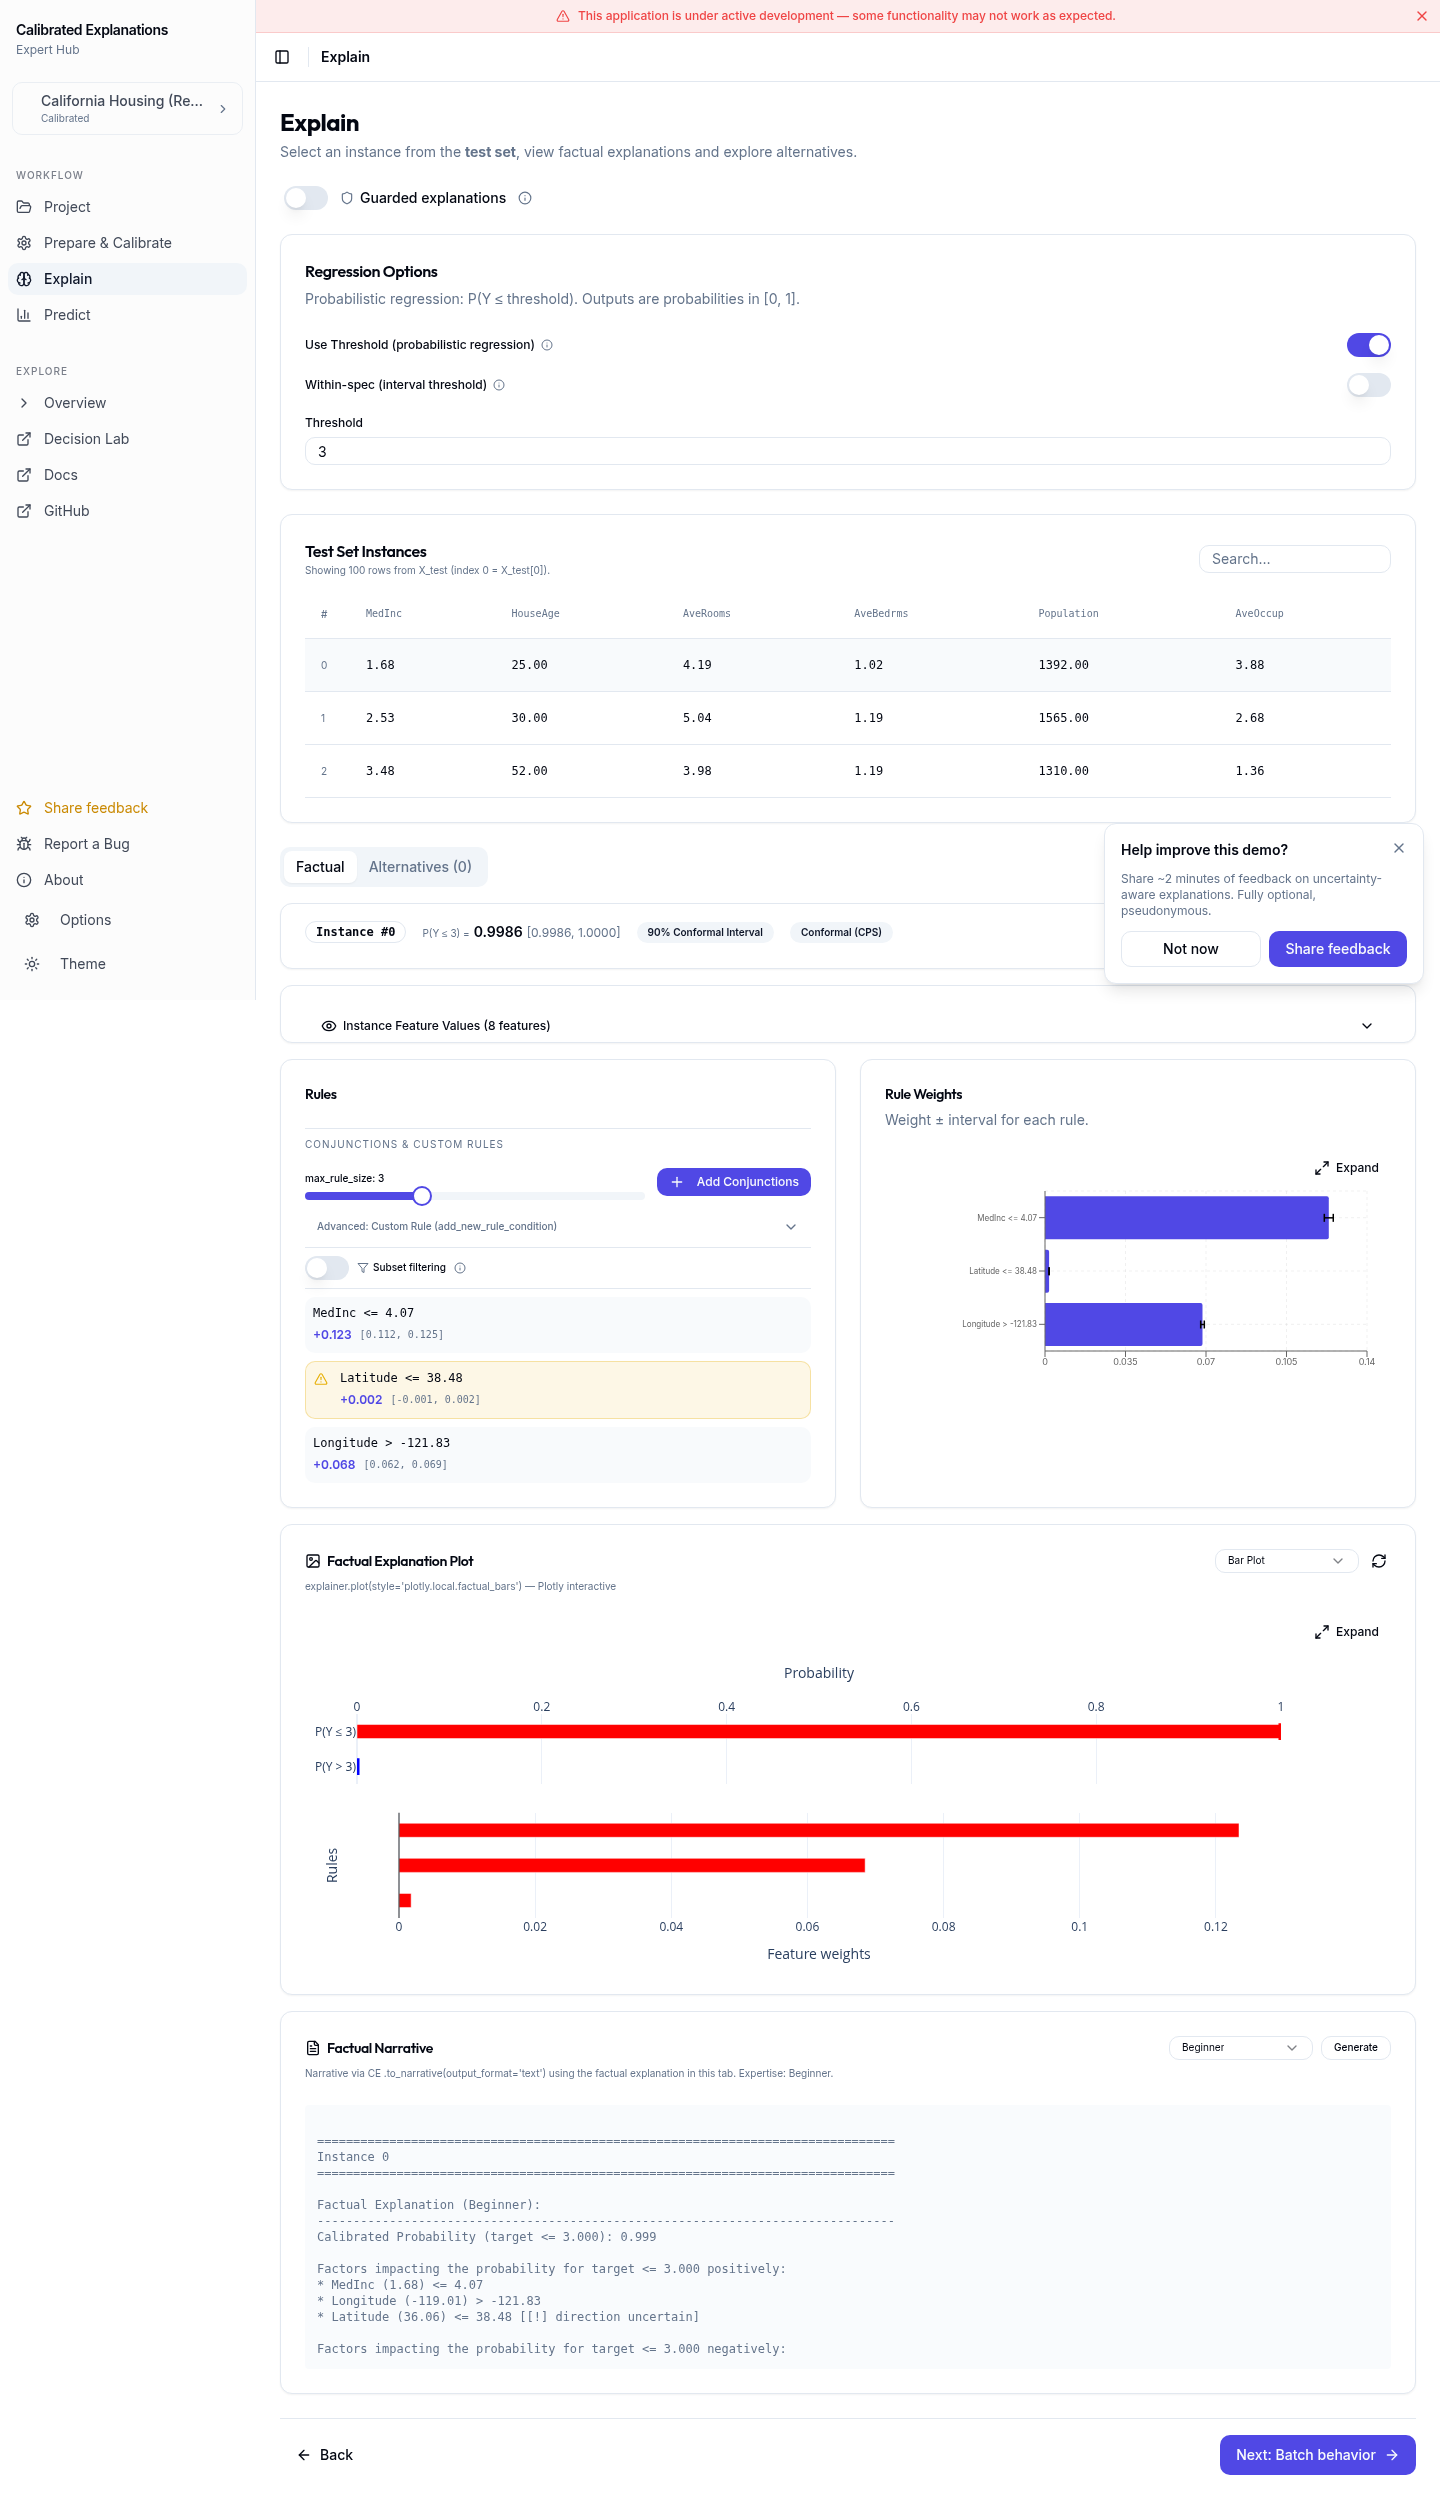 Calibrated Explanations
Expert Hub
California Housing (Re...
Calibrated
WORKFLOW
Project
Prepare & Calibrate
Explain
Predict
EXPLORE
Overview
Decision Lab
Docs
GitHub
Share feedback
Report a Bug
About
Options
Theme
This application is under active development — some functionality may not work as expected.
Explain
Explain
Select an instance from the test set, view factual explanations and explore alternatives.
Guarded explanations
Regression Options
Probabilistic regression: P(Y ≤ threshold). Outputs are probabilities in [0, 1].
Use Threshold (probabilistic regression)
Within-spec (interval threshold)
Threshold
3
Test Set Instances
Showing 100 rows from X_test (index 0 = X_test[0]).
Search...
# MedInc HouseAge AveRooms AveBedrms Population AveOccup
0 1.68 25.00 4.19 1.02 1392.00 3.88
1 2.53 30.00 5.04 1.19 1565.00 2.68
2 3.48 52.00 3.98 1.19 1310.00 1.36
Factual Alternatives (0)
Help improve this demo?
Share ~2 minutes of feedback on uncertainty-
aware explanations. Fully optional,
pseudonymous.
Not now Share feedback
Instance #0 P(Y ≤ 3) = 0.9986 [0.9986, 1.0000] 90% Conformal Interval Conformal (CPS)
Instance Feature Values (8 features)
Rules
CONJUNCTIONS & CUSTOM RULES
max_rule_size: 3
Add Conjunctions
Advanced: Custom Rule (add_new_rule_condition)
Subset filtering
MedInc <= 4.07
+0.123 [0.112, 0.125]
Latitude <= 38.48
+0.002 [-0.001, 0.002]
Longitude > -121.83
+0.068 [0.062, 0.069]
Rule Weights
Weight ± interval for each rule.
Expand
MedInc <= 4.07
Latitude <= 38.48
Longitude > -121.83
0 0.035 0.07 0.105 0.14
Factual Explanation Plot
Bar Plot
explainer.plot(style='plotly.local.factual_bars') — Plotly interactive
Expand
Probability
0 0.2 0.4 0.6 0.8 1
P(Y ≤ 3)
P(Y > 3)
Rules
0 0.02 0.04 0.06 0.08 0.1 0.12
Feature weights
Factual Narrative
Beginner
Generate
Narrative via CE .to_narrative(output_format='text') using the factual explanation in this tab. Expertise: Beginner.
================================================================================
Instance 0
================================================================================
Factual Explanation (Beginner):
--------------------------------------------------------------------------------
Calibrated Probability (target <= 3.000): 0.999
Factors impacting the probability for target <= 3.000 positively:
* MedInc (1.68) <= 4.07
* Longitude (-119.01) > -121.83
* Latitude (36.06) <= 38.48 [[!] direction uncertain]
Factors impacting the probability for target <= 3.000 negatively:
Back
Next: Batch behavior